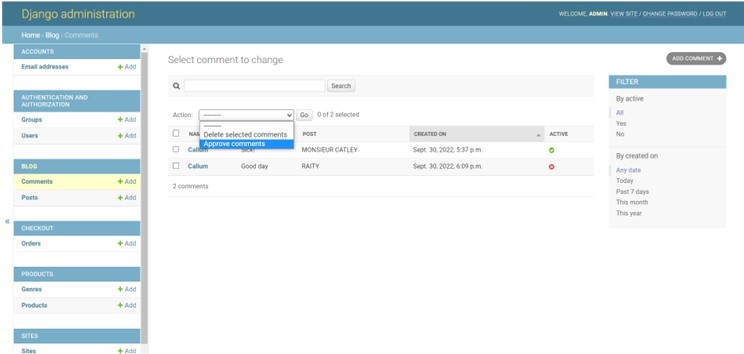 Django administration
WELCOME, ADMIN. VIEW SITE / CHANGE PASSWORD / LOG OUT
Home › Blog › Comments
ACCOUNTS
Email addresses + Add
AUTHENTICATION AND
AUTHORIZATION
Groups + Add
Users + Add
BLOG
Comments + Add
Posts + Add
CHECKOUT
Orders + Add
PRODUCTS
Genres + Add
Products + Add
SITES
Sites + Add
«
Select comment to change
ADD COMMENT +
Search
Action: --------- Go 0 of 2 selected
---------
Delete selected comments
Approve comments
POST CREATED ON ACTIVE
Callum MONSIEUR CATLEY Sept. 30, 2022, 5:37 p.m.
Callum Good day RAITY Sept. 30, 2022, 6:09 p.m.
2 comments
FILTER
By active
All
Yes
No
By created on
Any date
Today
Past 7 days
This month
This year